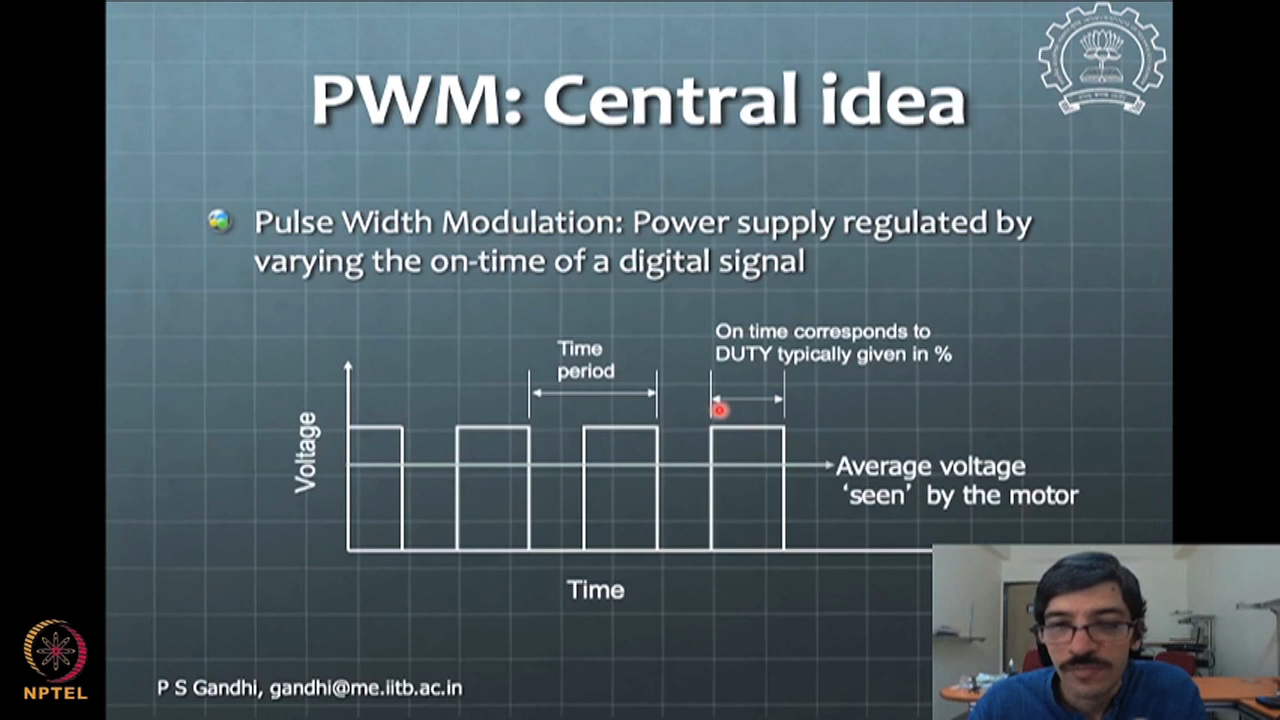 PWM: Central idea
Pulse Width Modulation: Power supply regulated by
varying the on-time of a digital signal
On time corresponds to
DUTY typically given in %
Time
period
Voltage
Average voltage
‘seen’ by the motor
Time
NPTEL
P S Gandhi, gandhi@me.iitb.ac.in